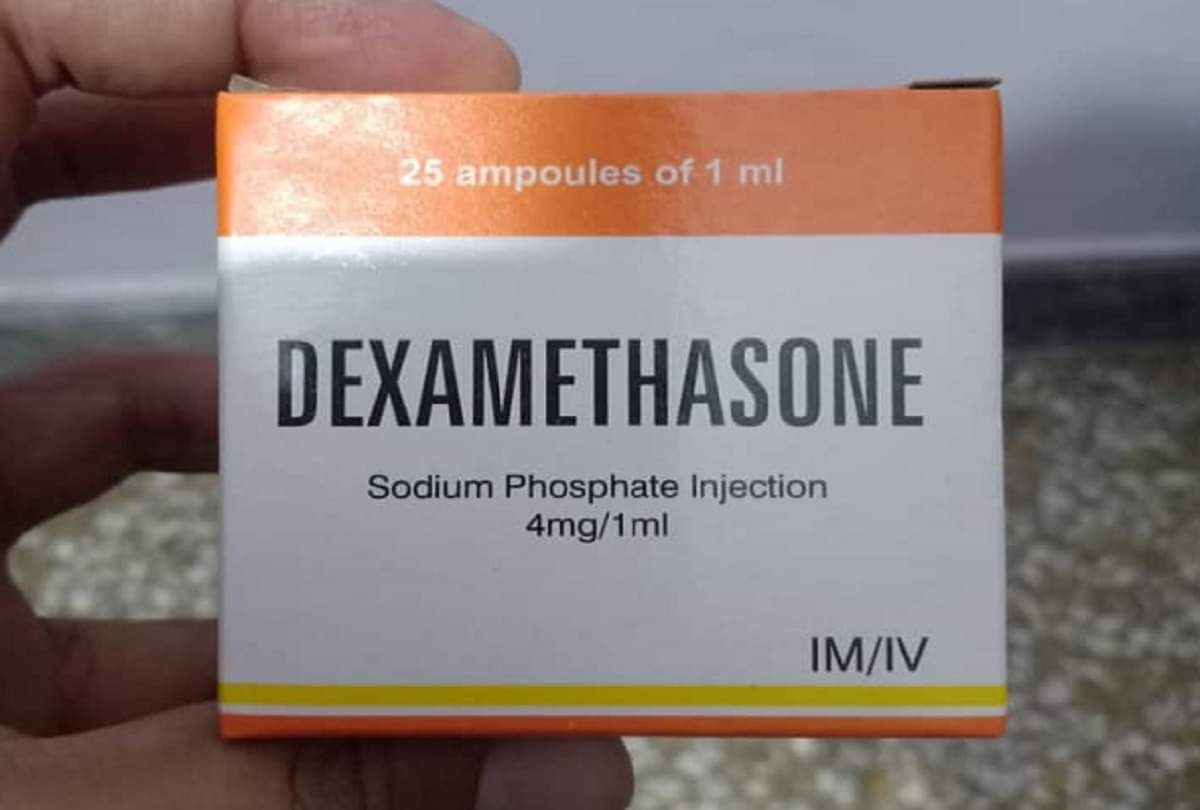 25 ampoules of 1 ml
DEXAMETHASONE
Sodium Phosphate Injection
4mg/1ml
IM/IV